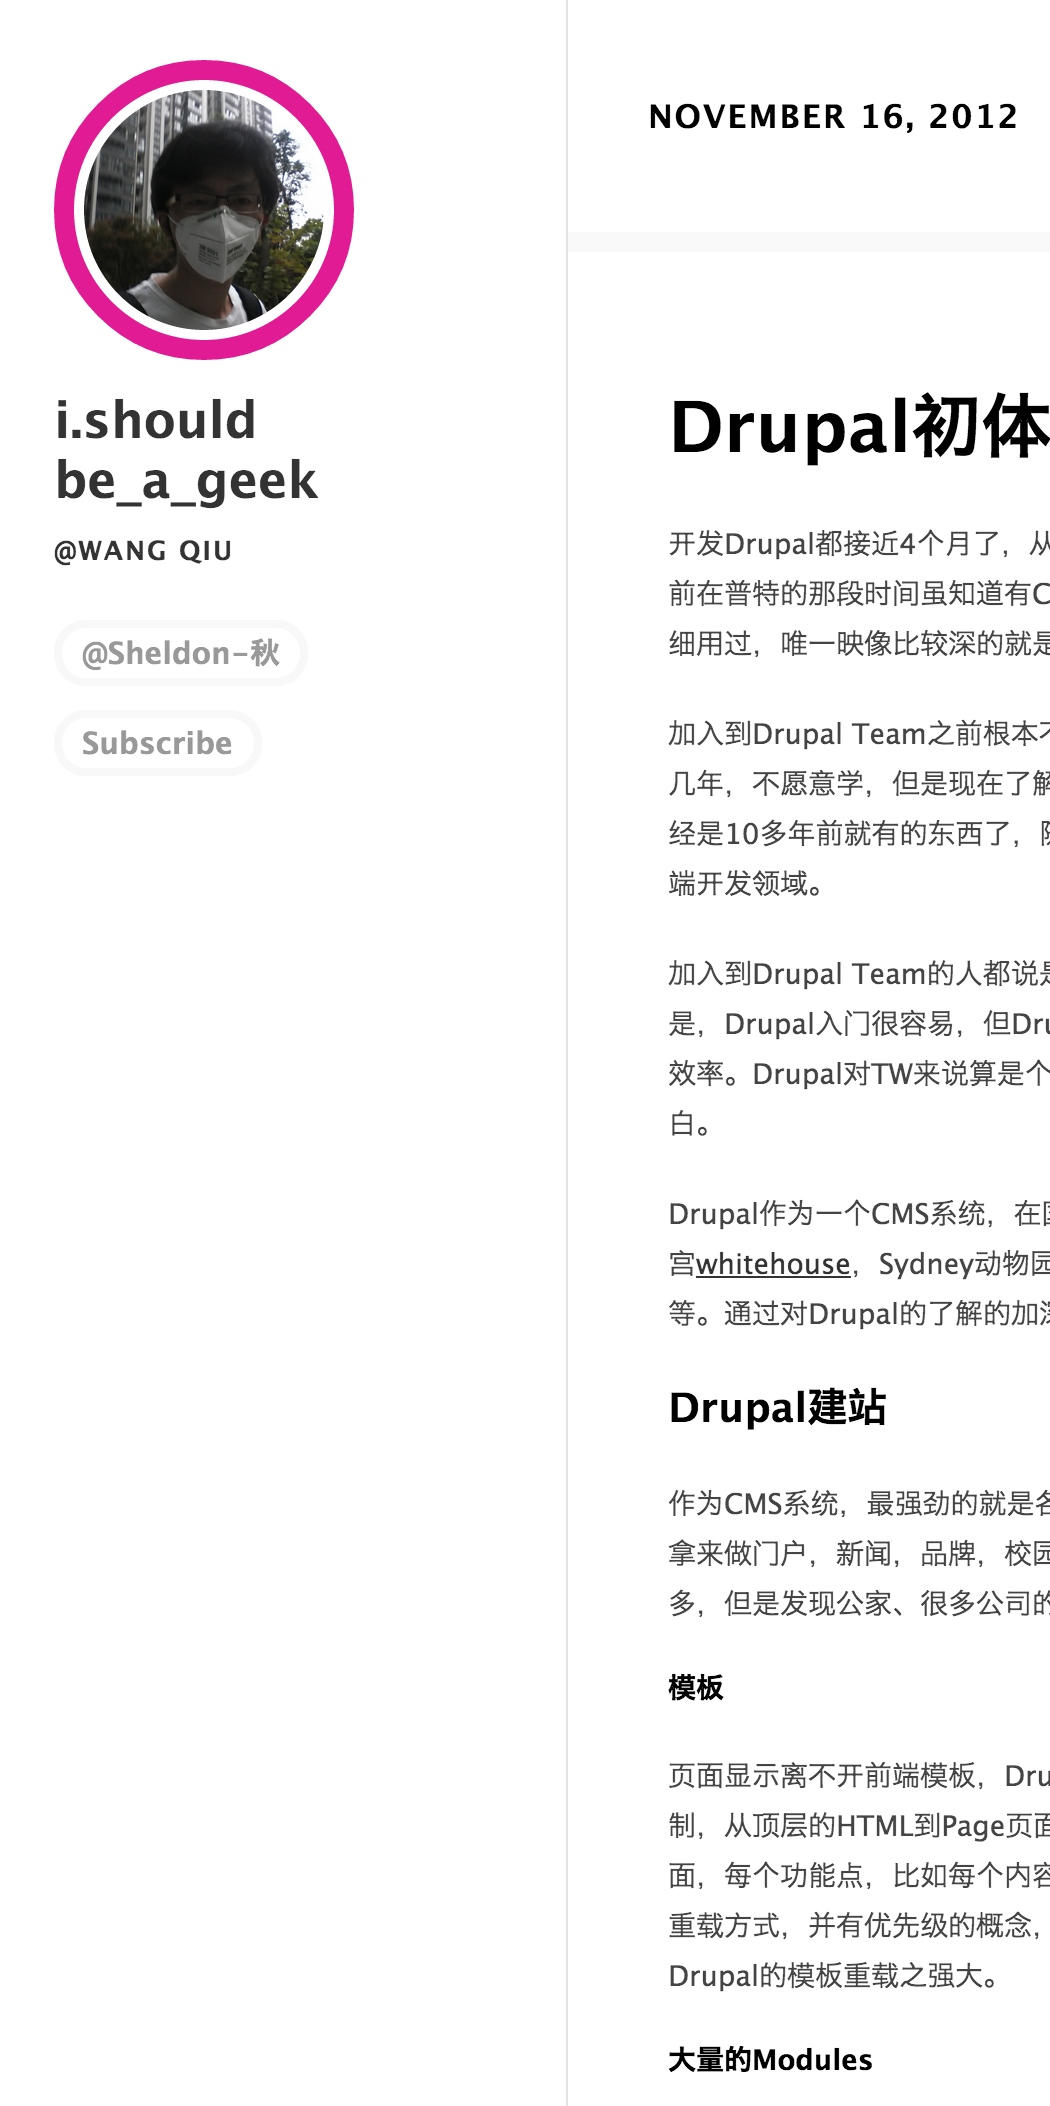 i.should
be_a_geek
@WANG QIU
@Sheldon-秋
Subscribe
NOVEMBER 16, 2012
Drupal初体
开发Drupal都接近4个月了，从
前在普特的那段时间虽知道有C
细用过，唯一映像比较深的就是
加入到Drupal Team之前根本不
几年，不愿意学，但是现在了解
经是10多年前就有的东西了，
端开发领域。
加入到Drupal Team的人都说是
是，Drupal入门很容易，但Dru
效率。Drupal对TW来说算是个
白。
Drupal作为一个CMS系统，在国
宫whitehouse，Sydney动物园
等。通过对Drupal的了解的加深
Drupal建站
作为CMS系统，最强劲的就是各
拿来做门户，新闻，品牌，校园
多，但是发现公家、很多公司的
模板
页面显示离不开前端模板，Dru
制，从顶层的HTML到Page页面
面，每个功能点，比如每个内容
重载方式，并有优先级的概念，
Drupal的模板重载之强大。
大量的Modules